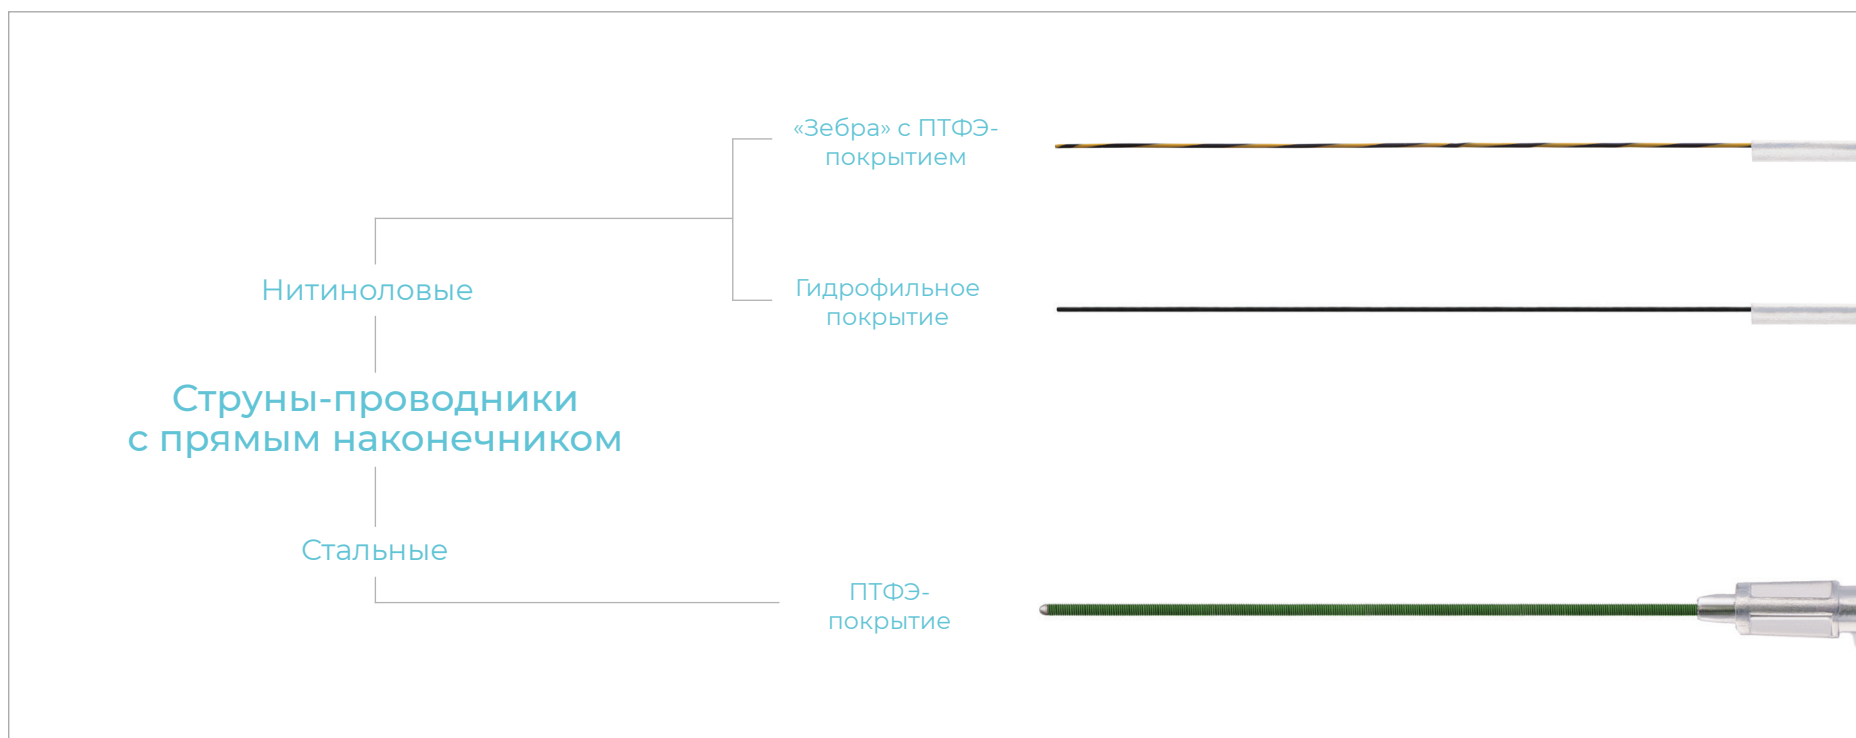 «Зебра» с ПТФЭ-
покрытием
Нитиноловые
Гидрофильное
покрытие
Струны-проводники
с прямым наконечником
Стальные
ПТФЭ-
покрытие